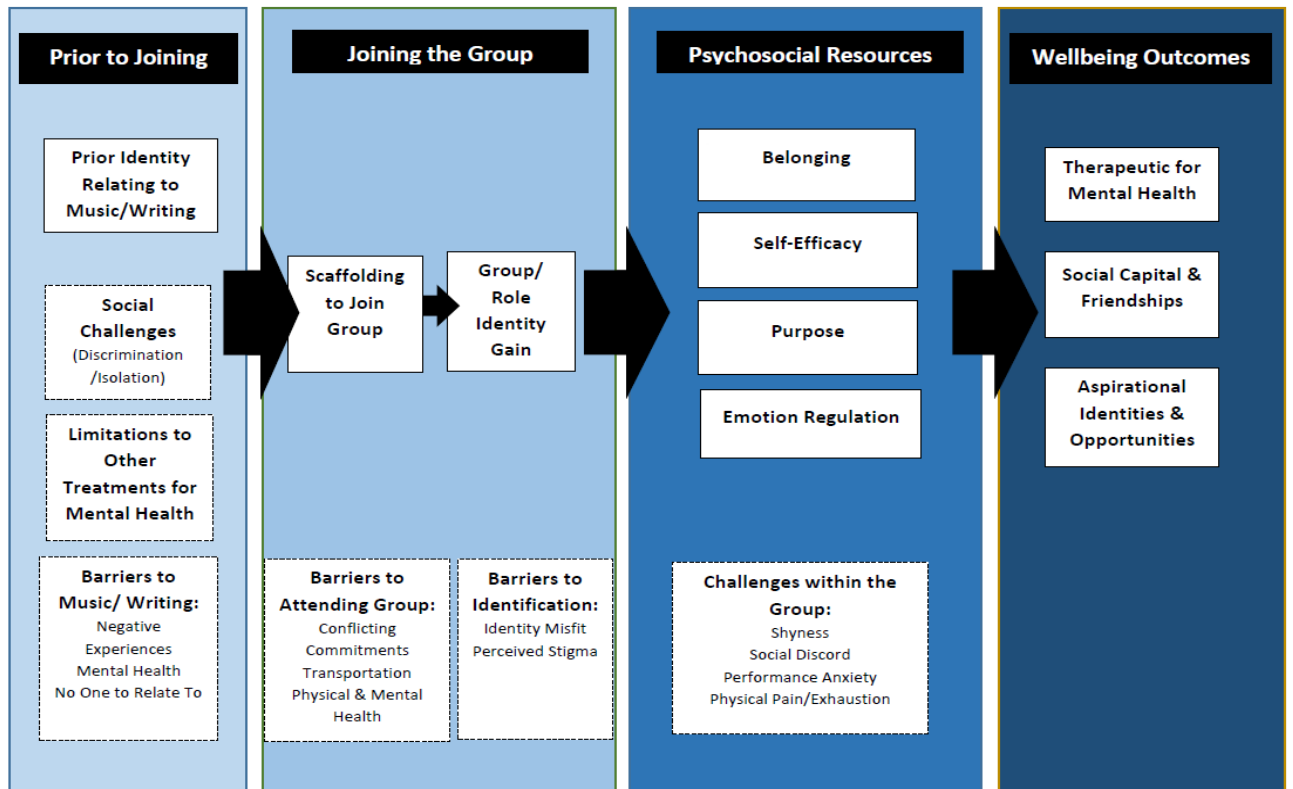 Prior to Joining
Prior Identity
Relating to
Music/Writing
Social
Challenges
(Discrimination
/Isolation)
Limitations to
Other
Treatments for
Mental Health
Barriers to
Music/ Writing:
Negative
Experiences
Mental Health
No One to Relate To
Joining the Group
Scaffolding
to Join
Group
Group/
Role
Identity
Gain
Barriers to
Attending Group:
Conflicting
Commitments
Transportation
Physical & Mental
Health
Barriers to
Identification:
Identity Misfit
Perceived Stigma
Psychosocial Resources
Belonging
Self-Efficacy
Purpose
Emotion Regulation
Challenges within the
Group:
Shyness
Social Discord
Performance Anxiety
Physical Pain/Exhaustion
Wellbeing Outcomes
Therapeutic for
Mental Health
Social Capital &
Friendships
Aspirational
Identities &
Opportunities